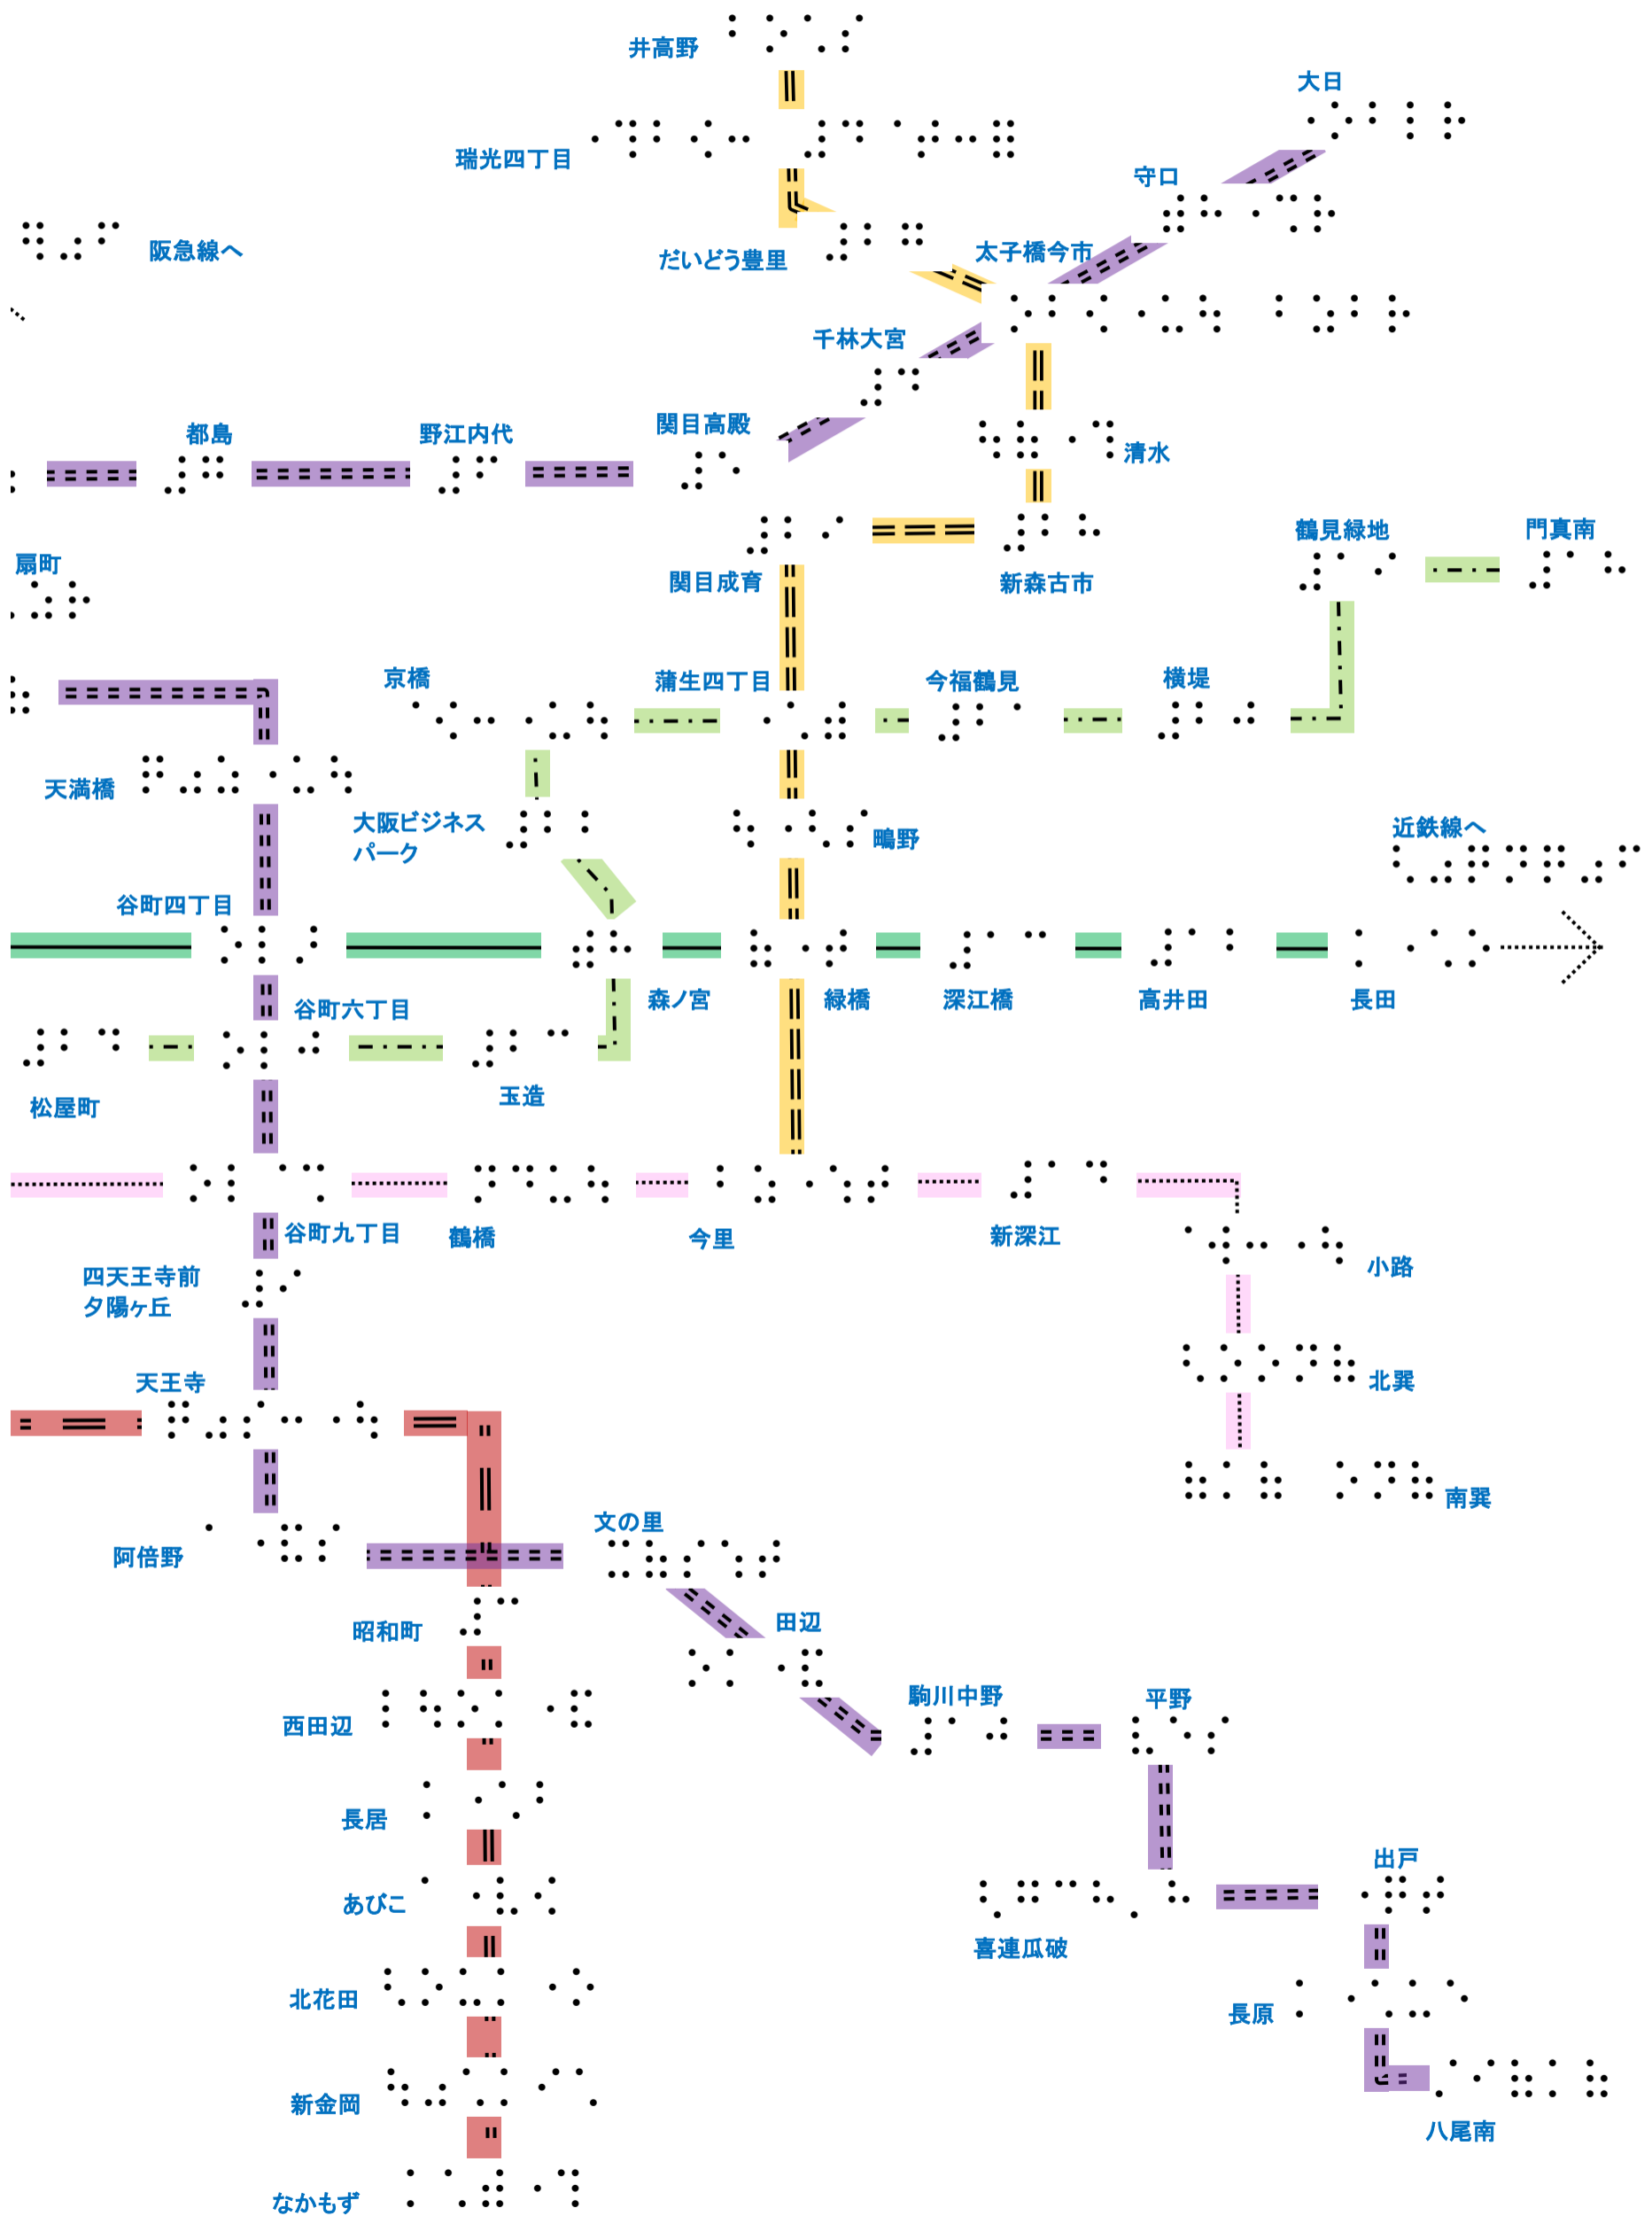 井高野
大日
瑞光四丁目
守口
阪急線へ
だいどう豊里
太子橋今市
千林大宮
都島
野江内代
関目高殿
清水
扇町
関目成育
新森古市
鶴見緑地
門真南
京橋
蒲生四丁目
今福鶴見
横堤
天満橋
大阪ビジネス
パーク
鴫野
近鉄線へ
谷町四丁目
谷町六丁目
森ノ宮
緑橋
深江橋
高井田
長田
松屋町
玉造
谷町九丁目
鶴橋
今里
新深江
小路
四天王寺前
夕陽ヶ丘
天王寺
北巽
南巽
阿倍野
文の里
昭和町
田辺
西田辺
駒川中野
平野
長居
あびこ
喜連瓜破
出戸
北花田
長原
新金岡
八尾南
なかもず